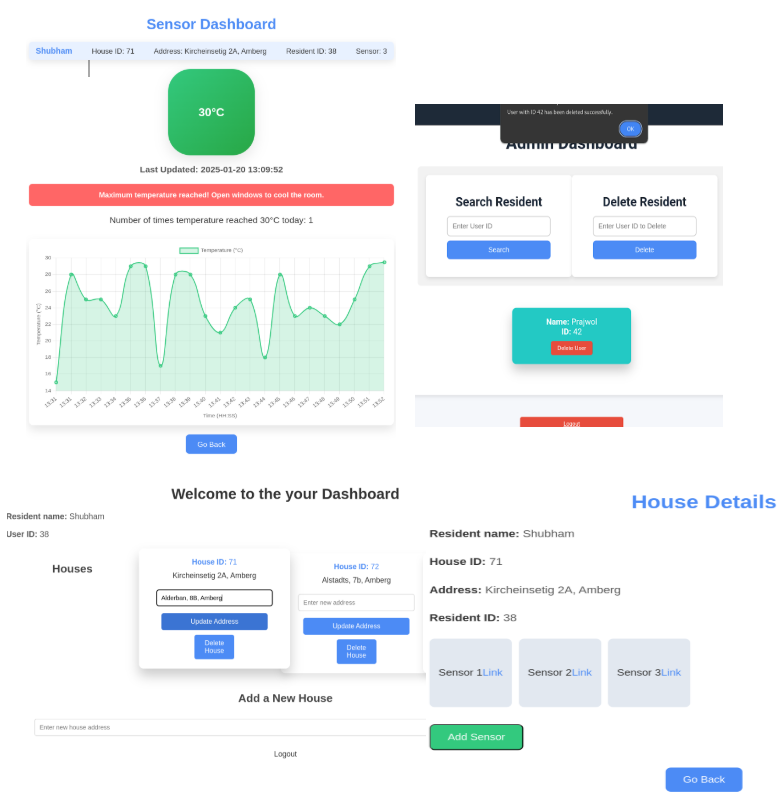 Sensor Dashboard
Shubham House ID: 71 Address: Kircheinsetig 2A, Amberg Resident ID: 38 Sensor: 3
30°C
Last Updated: 2025-01-20 13:09:52
Maximum temperature reached! Open windows to cool the room.
Number of times temperature reached 30°C today: 1
Temperature (°C)
Temperature (°C)
30
28
26
24
22
20
18
16
14
13:31 13:31 13:32 13:33 13:34 13:35 13:36 13:37 13:38 13:39 13:40 13:41 13:42 13:43 13:44 13:45 13:46 13:47 13:48 13:49 13:50 13:51 13:52
Time (HH:SS)
Go Back
User with ID 42 has been deleted successfully.
OK
Admin Dashboard
Search Resident
Enter User ID
Search
Delete Resident
Enter User ID to Delete
Delete
Name: Prajwol
ID: 42
Delete User
Logout
Welcome to the your Dashboard
Resident name: Shubham
User ID: 38
Houses
House ID: 71
Kircheinsetig 2A, Amberg
Alderban, 8B, Amberg
Update Address
Delete
House
House ID: 72
Alstadts, 7b, Amberg
Enter new address
Update Address
Delete
House
Add a New House
Enter new house address
Logout
House Details
Resident name: Shubham
House ID: 71
Address: Kircheinsetig 2A, Amberg
Resident ID: 38
Sensor 1Link Sensor 2Link Sensor 3Link
Add Sensor
Go Back